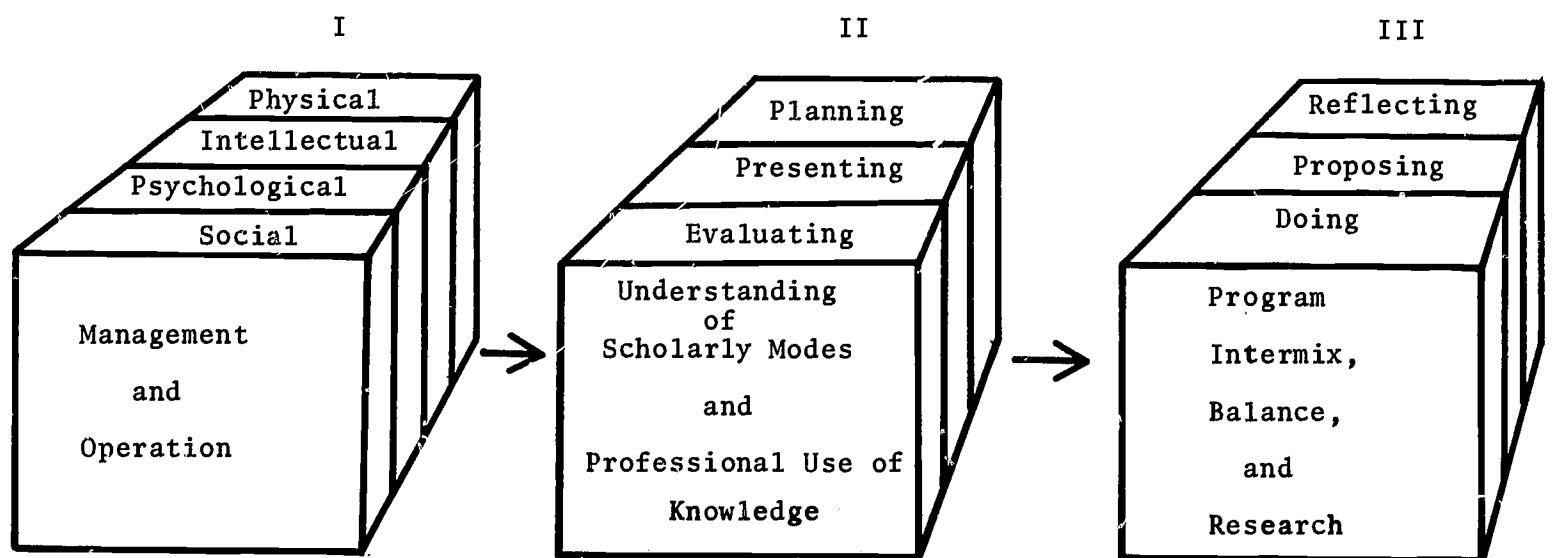 I
II
III
Physical
Intellectual
Psychological
Social
Management
and
Operation
Planning
Presenting
Evaluating
Understanding
of
Scholarly Modes
and
Professional Use of
Knowledge
Reflecting
Proposing
Doing
Program
Intermix,
Balance,
and
Research